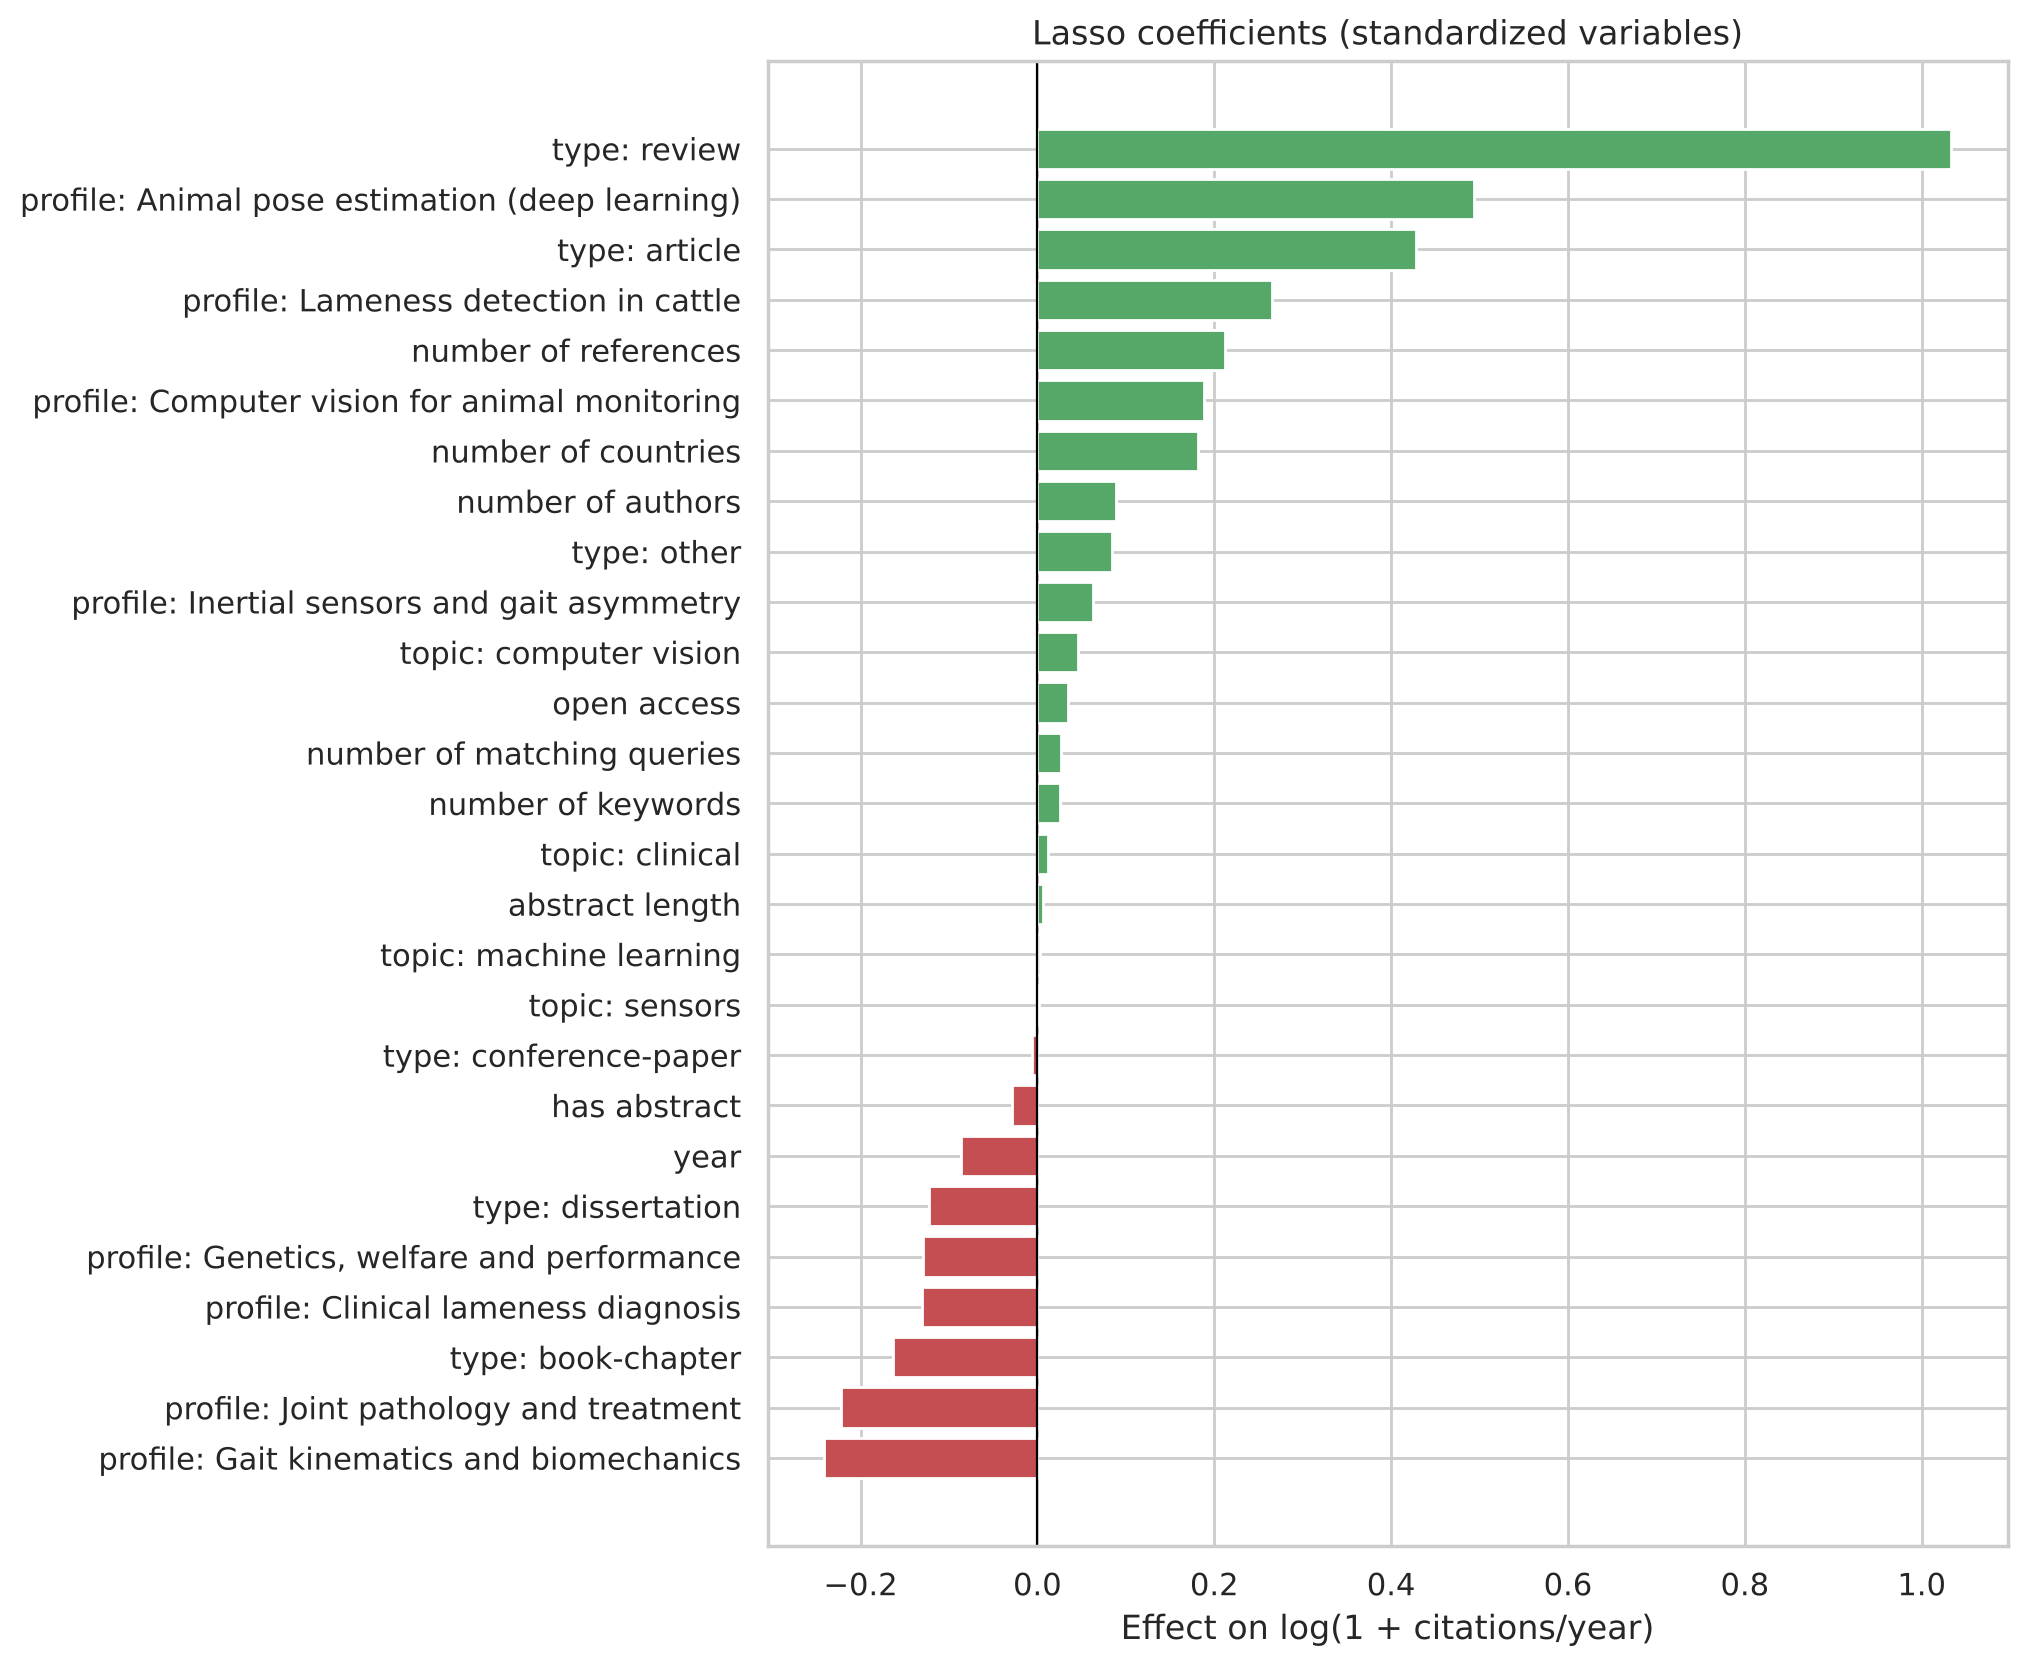 Lasso coefficients (standardized variables)
type: review
profile: Animal pose estimation (deep learning)
type: article
profile: Lameness detection in cattle
number of references
profile: Computer vision for animal monitoring
number of countries
number of authors
type: other
profile: Inertial sensors and gait asymmetry
topic: computer vision
open access
number of matching queries
number of keywords
topic: clinical
abstract length
topic: machine learning
topic: sensors
type: conference-paper
has abstract
year
type: dissertation
profile: Genetics, welfare and performance
profile: Clinical lameness diagnosis
type: book-chapter
profile: Joint pathology and treatment
profile: Gait kinematics and biomechanics
−0.2 0.0 0.2 0.4 0.6 0.8 1.0
Effect on log(1 + citations/year)